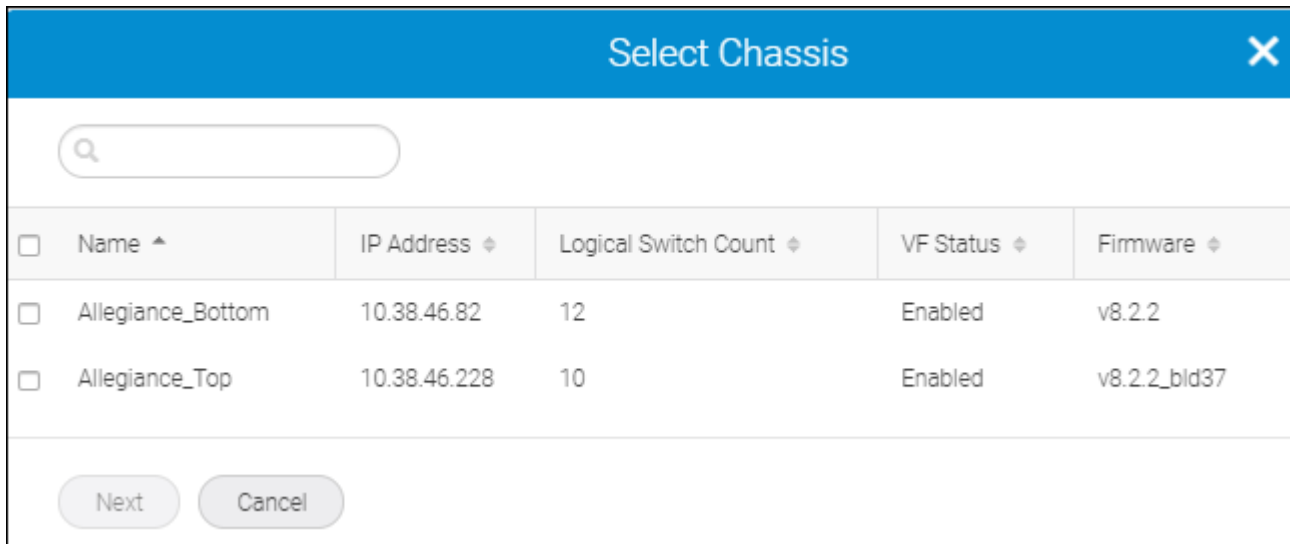 Select Chassis
Name IP Address Logical Switch Count VF Status Firmware
Allegiance_Bottom 10.38.46.82 12 Enabled v8.2.2
Allegiance_Top 10.38.46.228 10 Enabled v8.2.2_bld37
Next Cancel